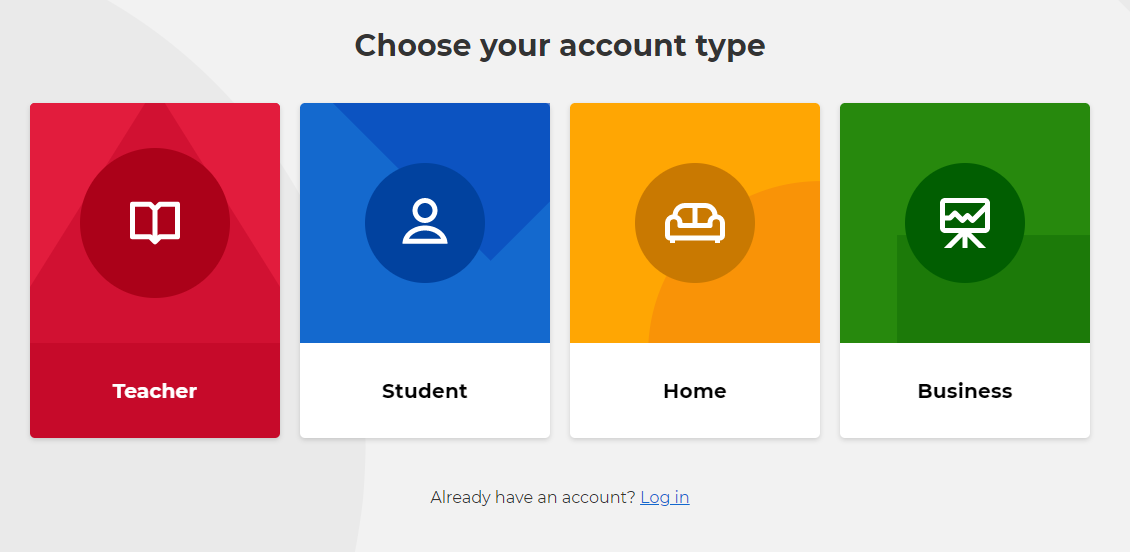 Choose your account type
Teacher
Student
Home
Business
Already have an account? Log in